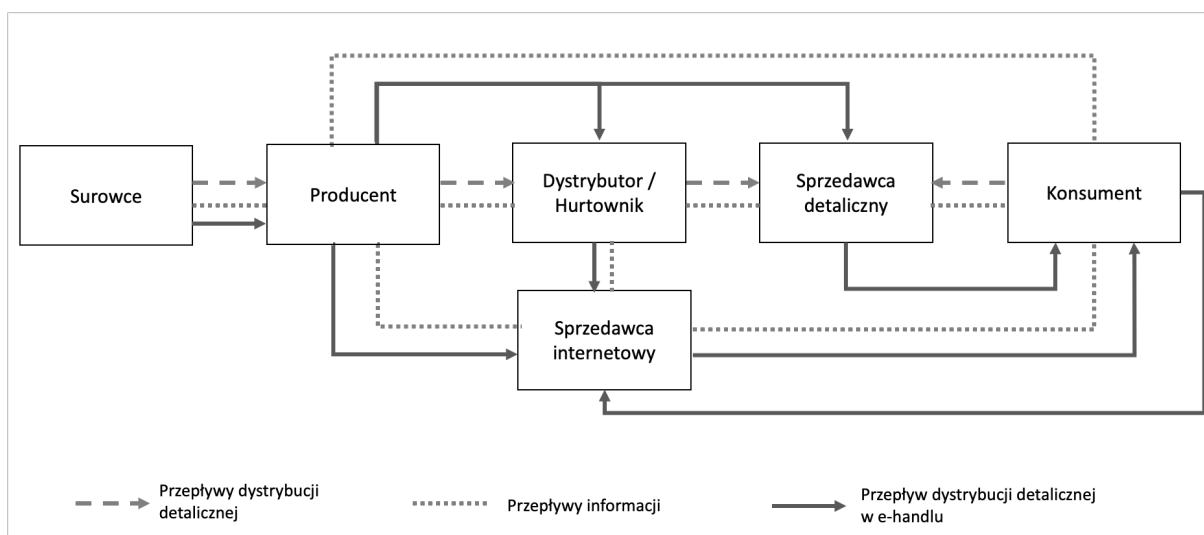 Surowce
Producent
Dystrybutor /
Hurtownik
Sprzedawca
detaliczny
Konsument
Sprzedawca
internetowy
Przepływy dystrybucji
detalicznej
Przepływy informacji
Przepływ dystrybucji detalicznej
w e-handlu